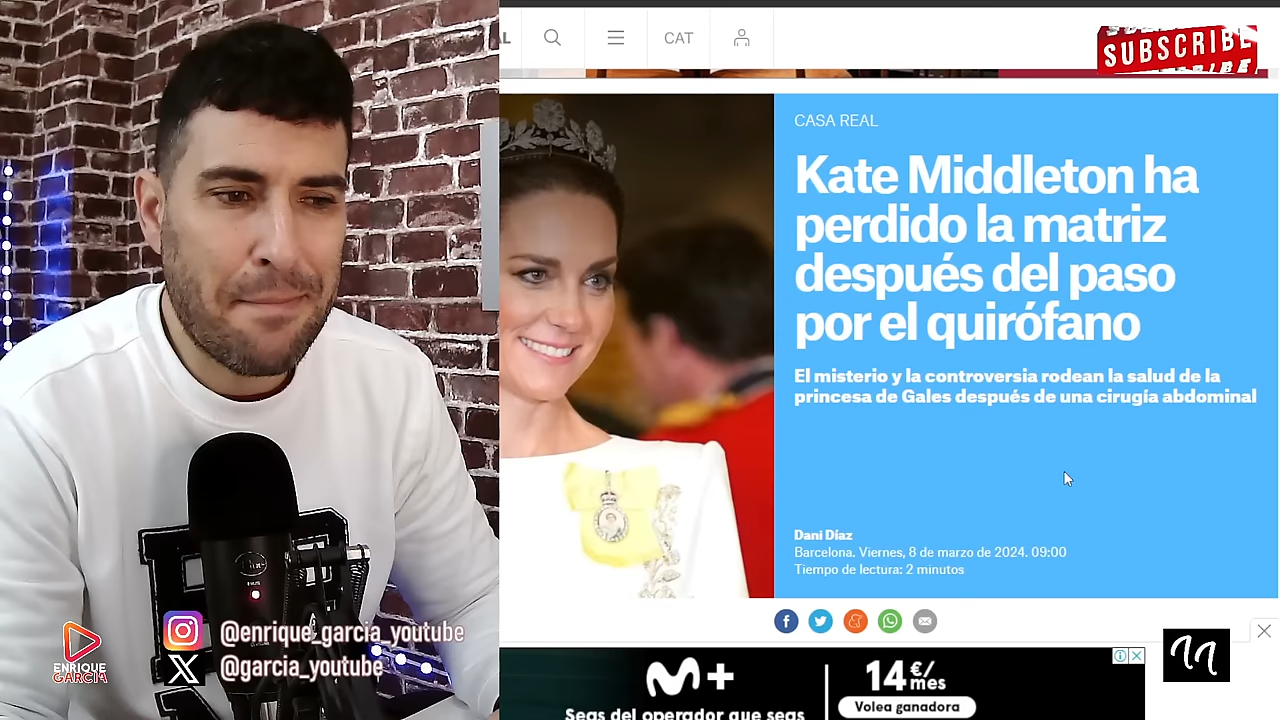 AL
CAT
SUBSCRIBE
CASA REAL
Kate Middleton ha
perdido la matriz
después del paso
por el quirófano
El misterio y la controversia rodean la salud de la
princesa de Gales después de una cirugía abdominal
Dani Díaz
Barcelona. Viernes, 8 de marzo de 2024. 09:00
Tiempo de lectura: 2 minutos
Blue
@enrique_garcia_youtube
@garcia_youtube
ENRIQUE
GARCIA
M+
14€/
mes
Volea ganadora
Seas del operador que seas